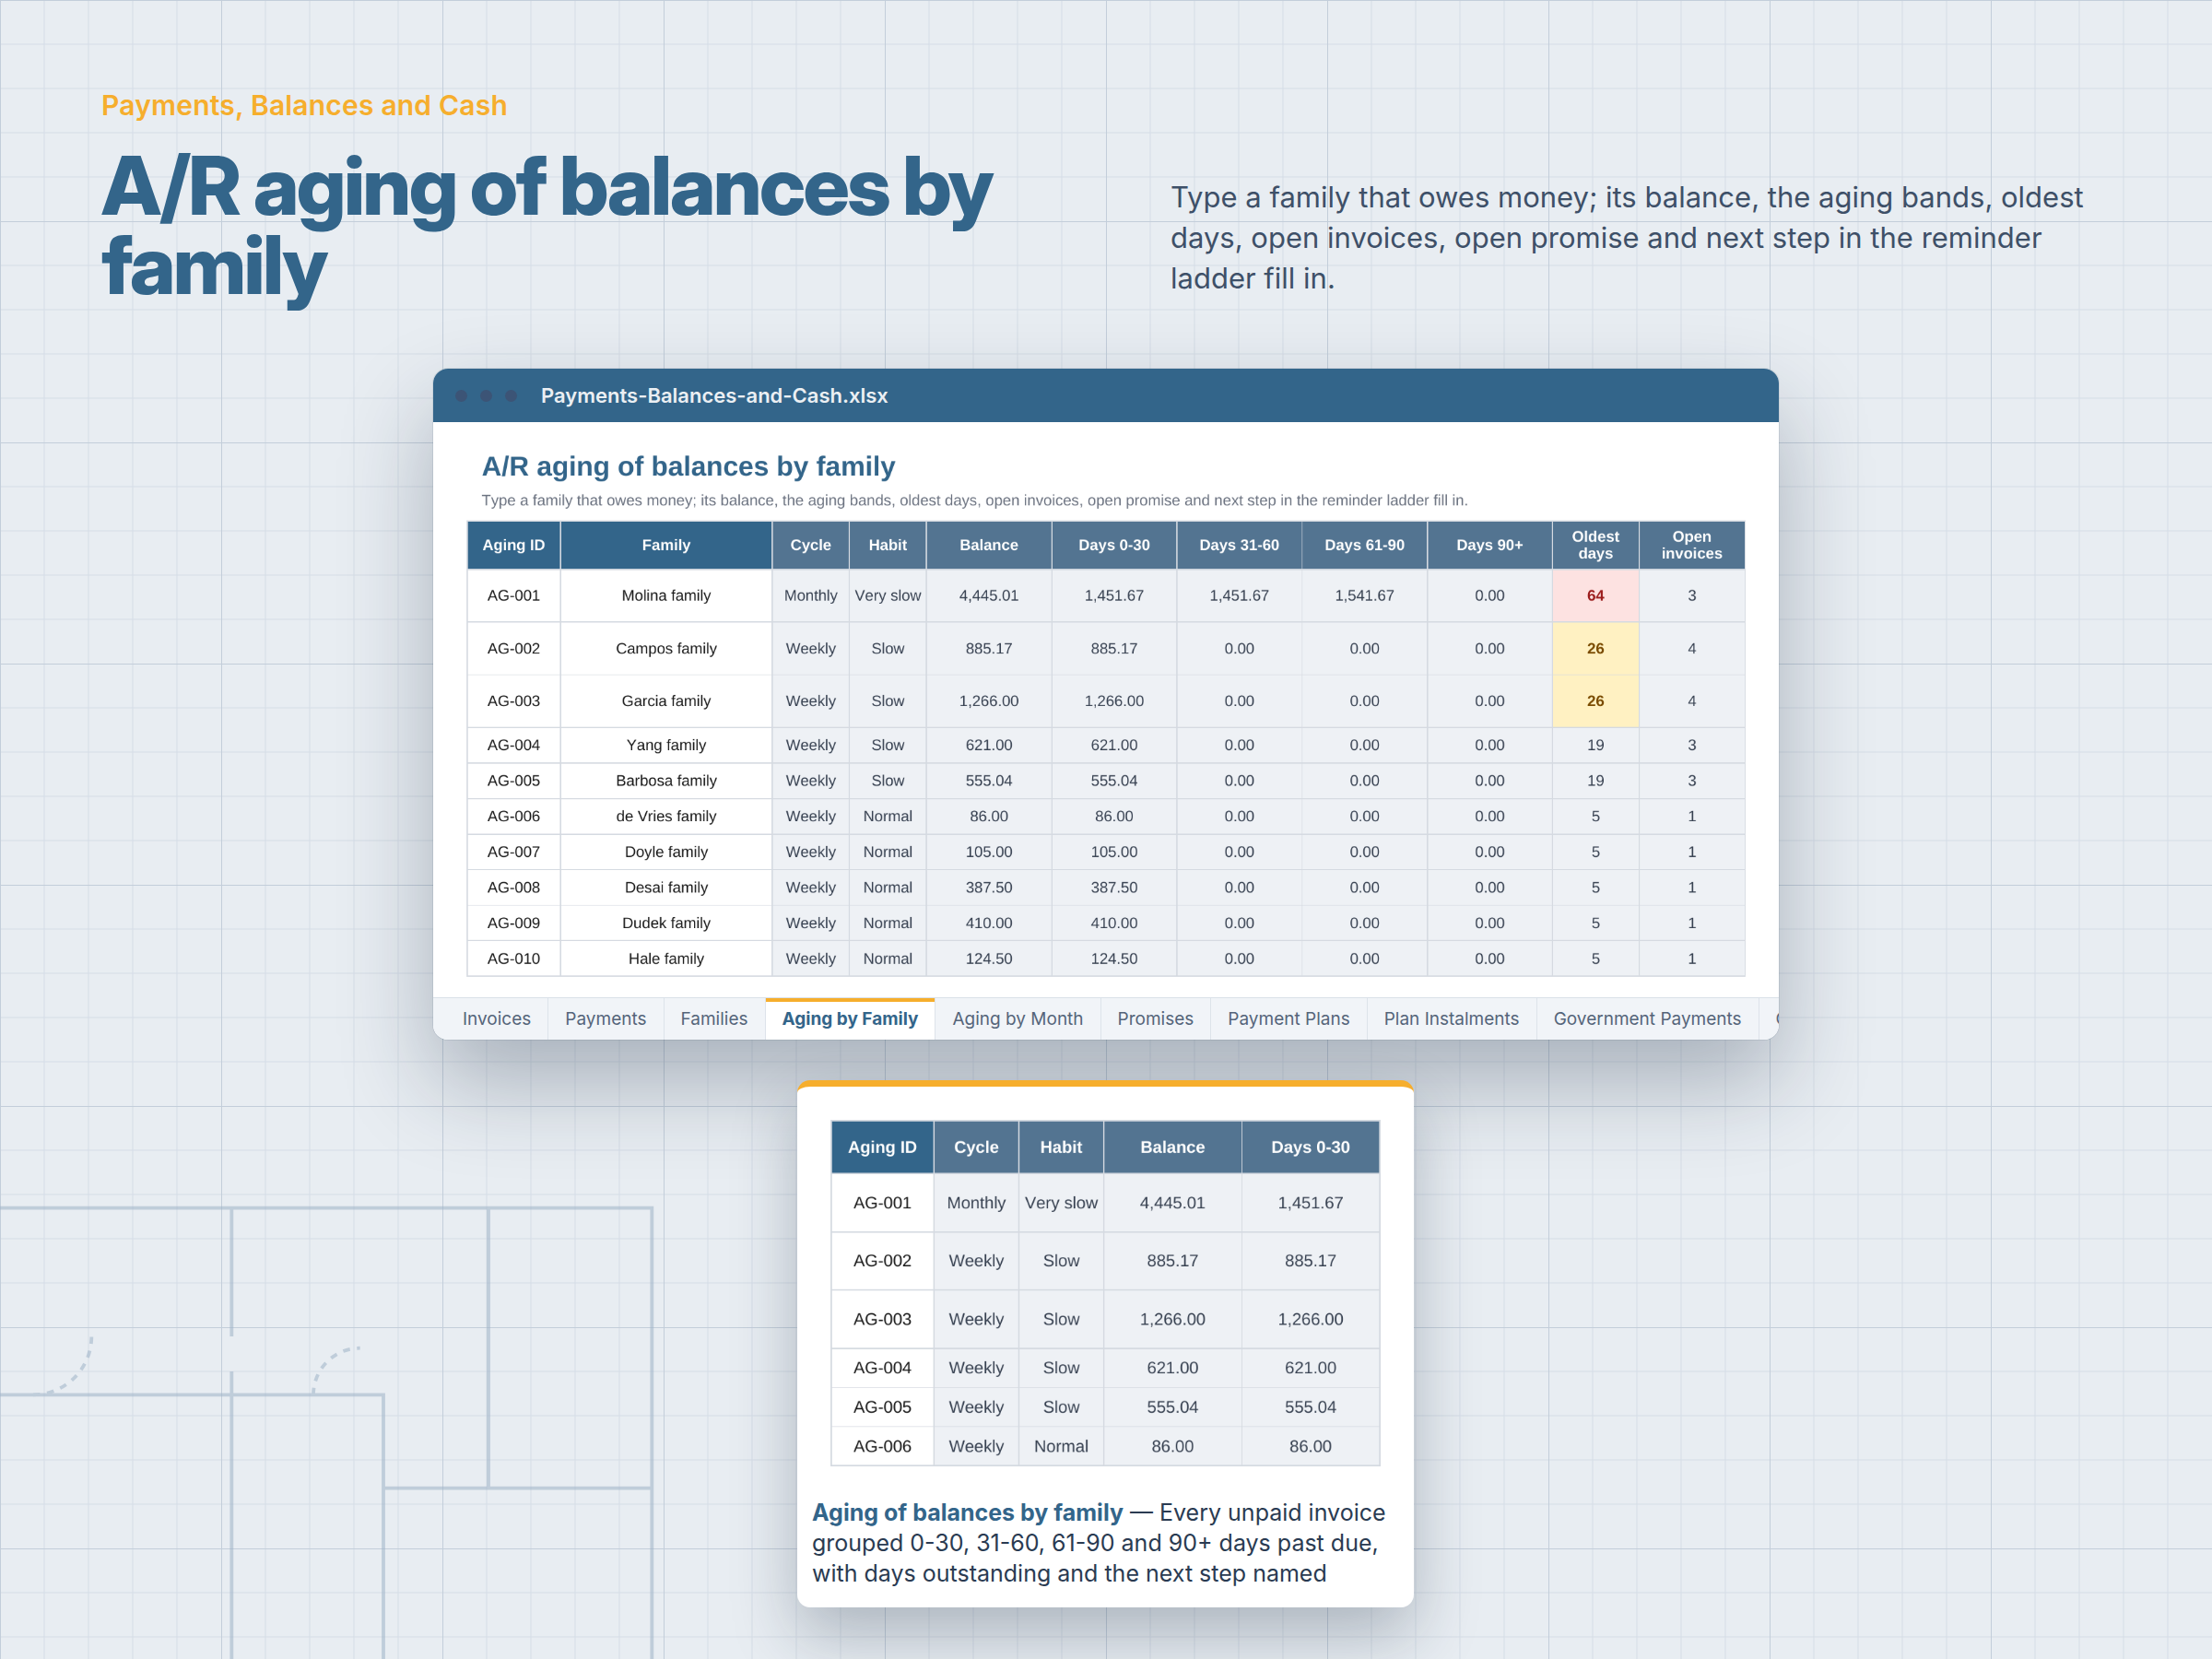 Payments, Balances and Cash
A/R aging of balances by
family
Type a family that owes money; its balance, the aging bands, oldest
days, open invoices, open promise and next step in the reminder
ladder fill in.
Payments-Balances-and-Cash.xlsx
A/R aging of balances by family
Type a family that owes money; its balance, the aging bands, oldest days, open invoices, open promise and next step in the reminder ladder fill in.
Aging ID Family Cycle Habit Balance Days 0-30 Days 31-60 Days 61-90 Days 90+ Oldest days Open invoices
AG-001 Molina family Monthly Very slow 4,445.01 1,451.67 1,451.67 1,541.67 0.00 64 3
AG-002 Campos family Weekly Slow 885.17 885.17 0.00 0.00 0.00 26 4
AG-003 Garcia family Weekly Slow 1,266.00 1,266.00 0.00 0.00 0.00 26 4
AG-004 Yang family Weekly Slow 621.00 621.00 0.00 0.00 0.00 19 3
AG-005 Barbosa family Weekly Slow 555.04 555.04 0.00 0.00 0.00 19 3
AG-006 de Vries family Weekly Normal 86.00 86.00 0.00 0.00 0.00 5 1
AG-007 Doyle family Weekly Normal 105.00 105.00 0.00 0.00 0.00 5 1
AG-008 Desai family Weekly Normal 387.50 387.50 0.00 0.00 0.00 5 1
AG-009 Dudek family Weekly Normal 410.00 410.00 0.00 0.00 0.00 5 1
AG-010 Hale family Weekly Normal 124.50 124.50 0.00 0.00 0.00 5 1
Invoices Payments Families Aging by Family Aging by Month Promises Payment Plans Plan Instalments Government Payments
Aging ID Cycle Habit Balance Days 0-30
AG-001 Monthly Very slow 4,445.01 1,451.67
AG-002 Weekly Slow 885.17 885.17
AG-003 Weekly Slow 1,266.00 1,266.00
AG-004 Weekly Slow 621.00 621.00
AG-005 Weekly Slow 555.04 555.04
AG-006 Weekly Normal 86.00 86.00
Aging of balances by family — Every unpaid invoice
grouped 0-30, 31-60, 61-90 and 90+ days past due,
with days outstanding and the next step named